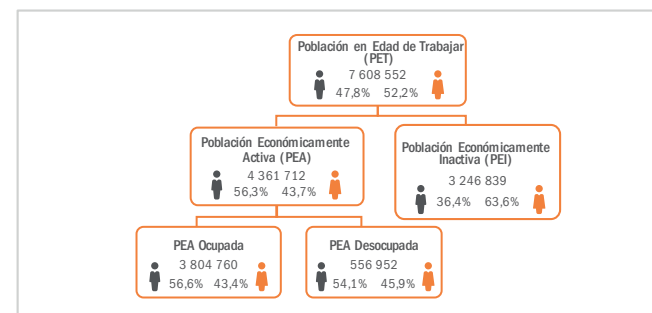 Población en Edad de Trabajar
(PET)
7 608 552
47,8% 52,2%
Población Económicamente
Activa (PEA)
4 361 712
56,3% 43,7%
Población Económicamente
Inactiva (PEI)
3 246 839
36,4% 63,6%
PEA Ocupada
3 804 760
56,6% 43,4%
PEA Desocupada
556 952
54,1% 45,9%